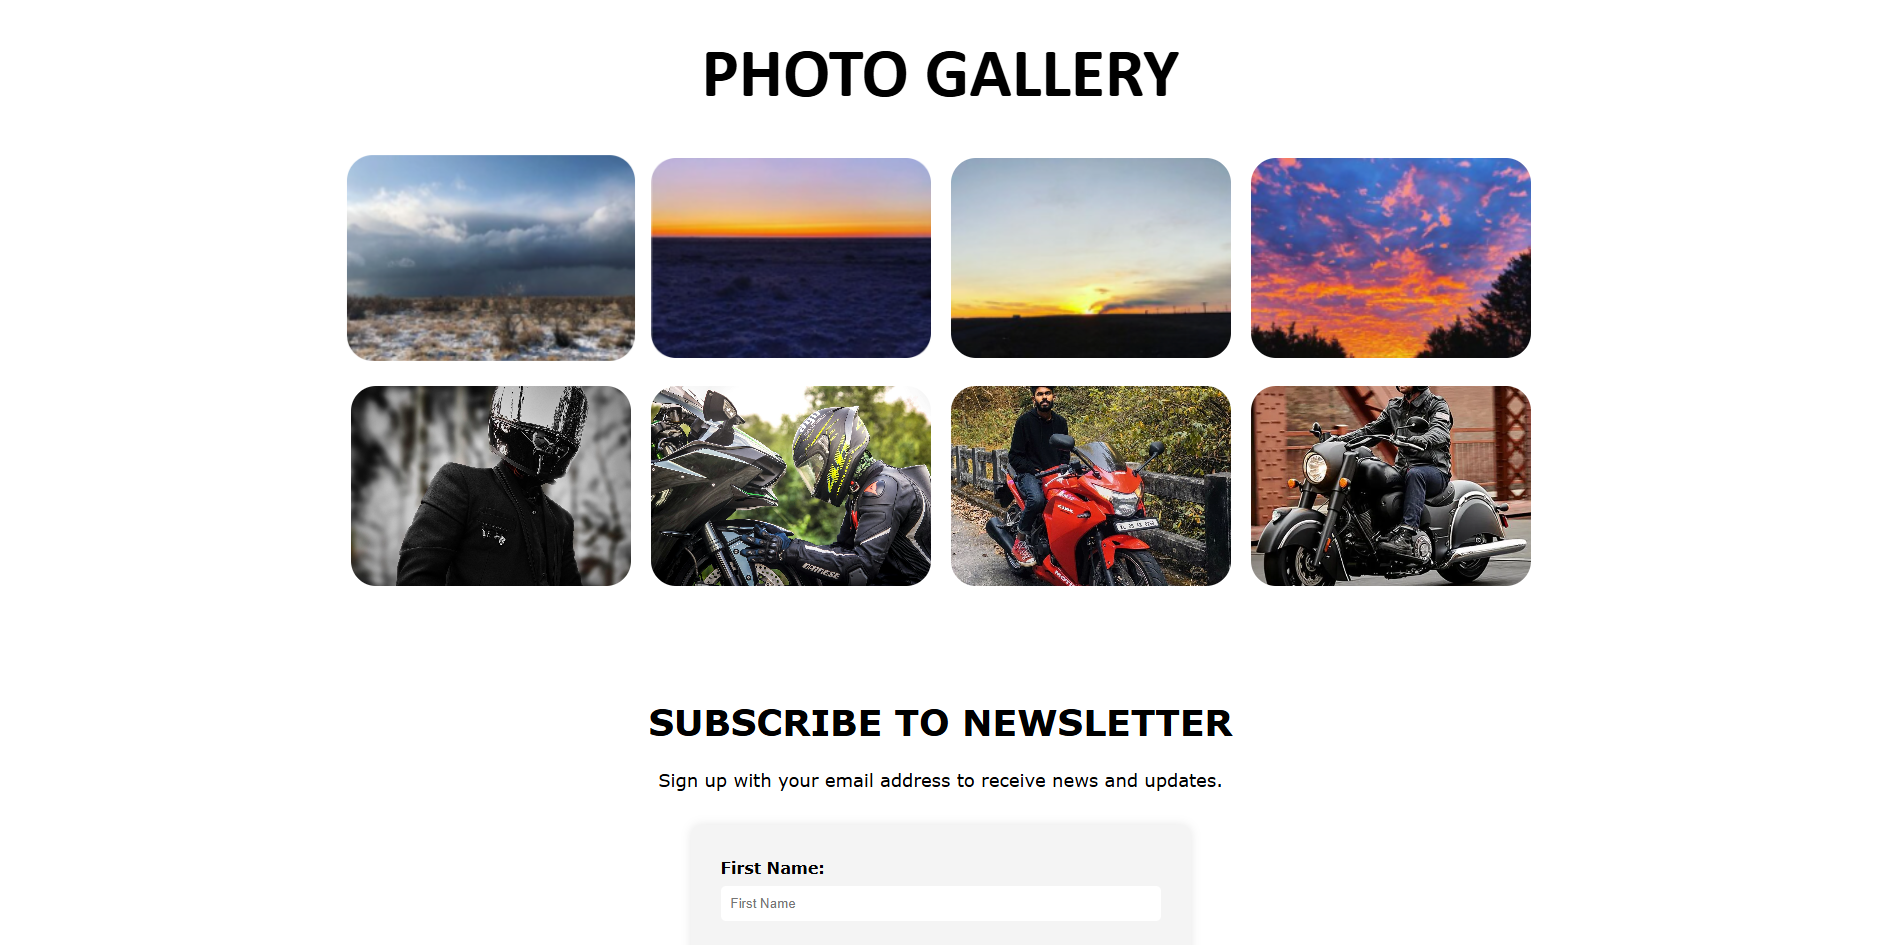 PHOTO GALLERY
DAINESE
SUBSCRIBE TO NEWSLETTER
Sign up with your email address to receive news and updates.
First Name:
First Name